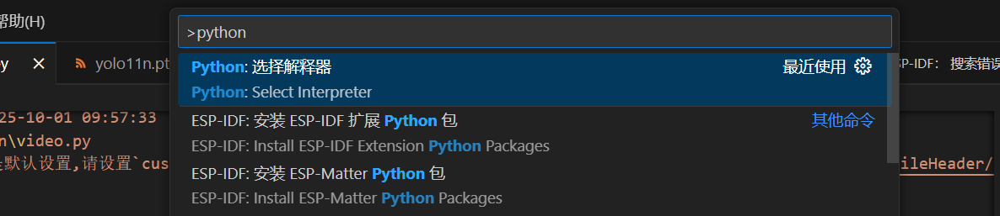 帮助(H)
>python
py
yolo11n.pt
Python: 选择解释器
最近使用
SP-IDF: 搜索错误
Python: Select Interpreter
25-10-01 09:57:33
ESP-IDF: 安装 ESP-IDF 扩展 Python 包
其他命令
n\video.py
ESP-IDF: Install ESP-IDF Extension Python Packages
是默认设置,请设置`cus
ileHeader/
ESP-IDF: 安装 ESP-Matter Python 包
ESP-IDF: Install ESP-Matter Python Packages